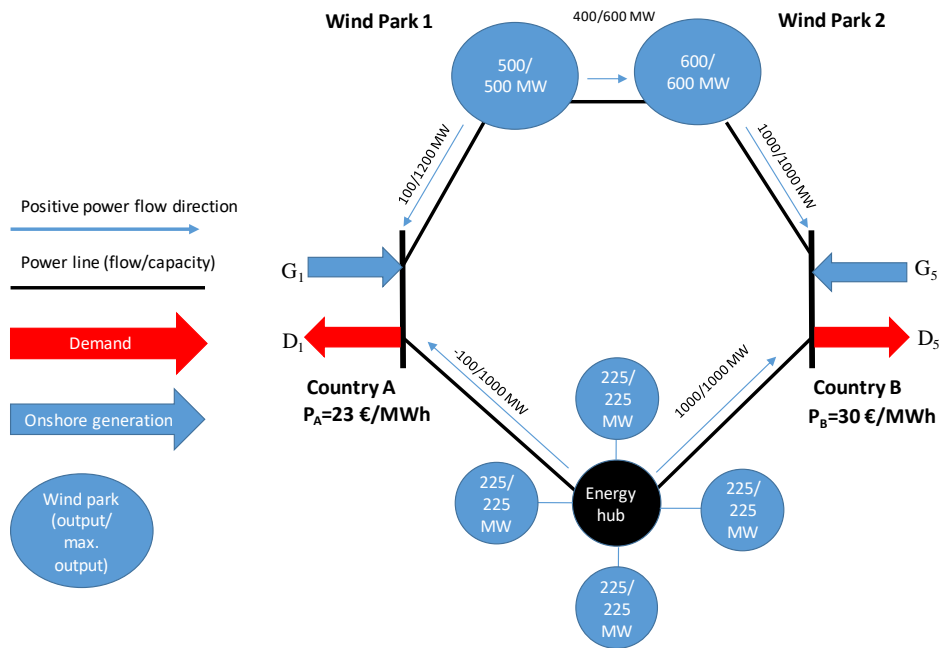 Wind Park 1
400/600 MW
Wind Park 2
500/
500 MW
600/
600 MW
100/1200 MW
1000/1000 MW
Positive power flow direction
Power line (flow/capacity)
Demand
Onshore generation
Wind park
(output/
max.
output)
G1
D1
G5
D5
Country A
PA=23 €/MWh
Country B
PB=30 €/MWh
-100/1000 MW
1000/1000 MW
225/
225
MW
225/
225
MW
Energy
hub
225/
225
MW
225/
225
MW